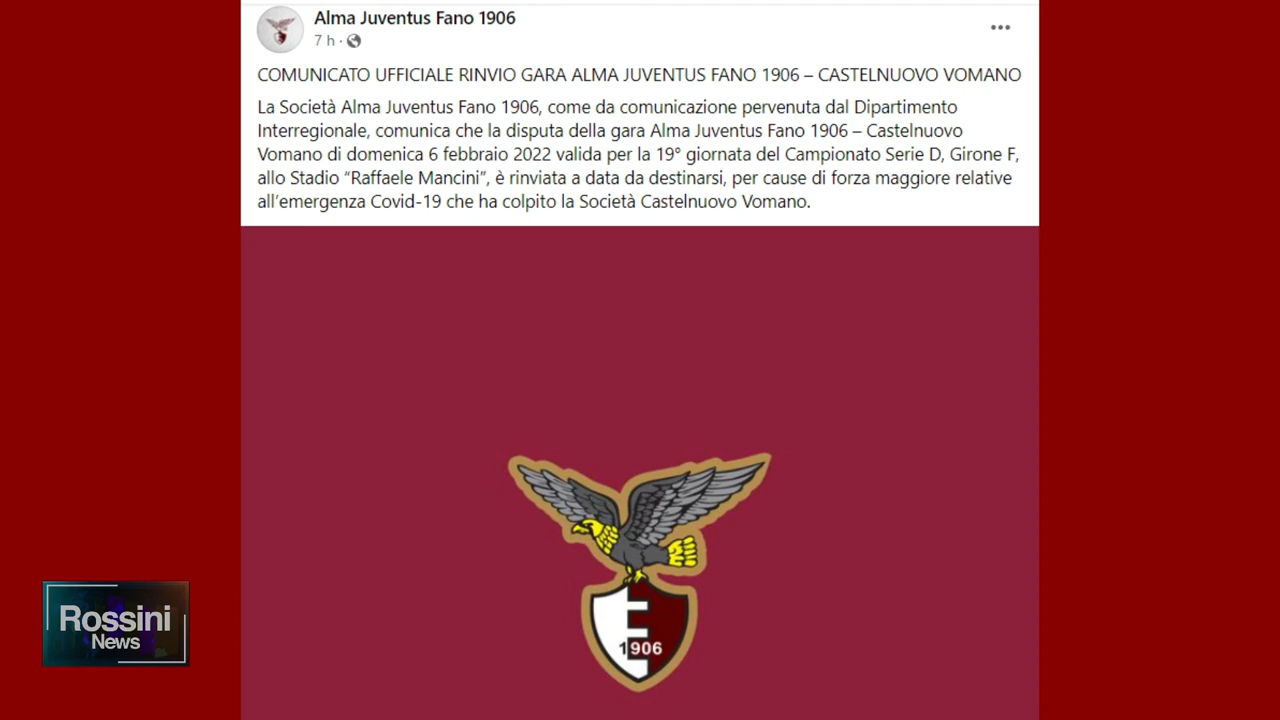 Alma Juventus Fano 1906
7 h ·
COMUNICATO UFFICIALE RINVIO GARA ALMA JUVENTUS FANO 1906 – CASTELNUOVO VOMANO
La Società Alma Juventus Fano 1906, come da comunicazione pervenuta dal Dipartimento
Interregionale, comunica che la disputa della gara Alma Juventus Fano 1906 – Castelnuovo
Vomano di domenica 6 febbraio 2022 valida per la 19° giornata del Campionato Serie D, Girone F,
allo Stadio “Raffaele Mancini”, è rinviata a data da destinarsi, per cause di forza maggiore relative
all’emergenza Covid-19 che ha colpito la Società Castelnuovo Vomano.
1906
Rossini
News